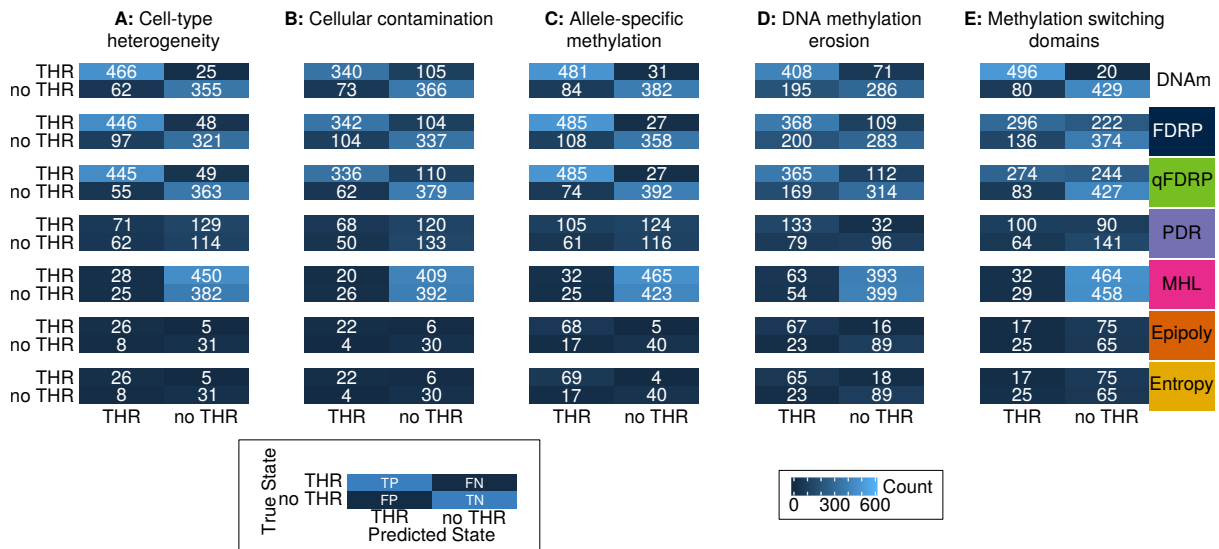 A: Cell-type heterogeneity
B: Cellular contamination
C: Allele-specific methylation
D: DNA methylation erosion
E: Methylation switching domains
THR 466 25 340 105 481 31 408 71 496 20
no THR 62 355 73 366 84 382 195 286 80 429
DNAm
THR 446 48 342 104 485 27 368 109 296 222
no THR 97 321 104 337 108 358 200 283 136 374
FDRP
THR 445 49 336 110 485 27 365 112 274 244
no THR 55 363 62 379 74 392 169 314 83 427
qFDRP
THR 71 129 68 120 105 124 133 32 100 90
no THR 62 114 50 133 61 116 79 96 64 141
PDR
THR 28 450 20 409 32 465 63 393 32 464
no THR 25 382 26 392 25 423 54 399 29 458
MHL
THR 26 5 22 6 68 5 67 16 17 75
no THR 8 31 4 30 17 40 23 89 25 65
Epipoly
THR 26 5 22 6 69 4 65 18 17 75
no THR 8 31 4 30 17 40 23 89 25 65
Entropy
THR no THR THR no THR THR no THR THR no THR THR no THR
True State
THR TP FN
no THR FP TN
THR no THR
Predicted State
Count
0 300 600